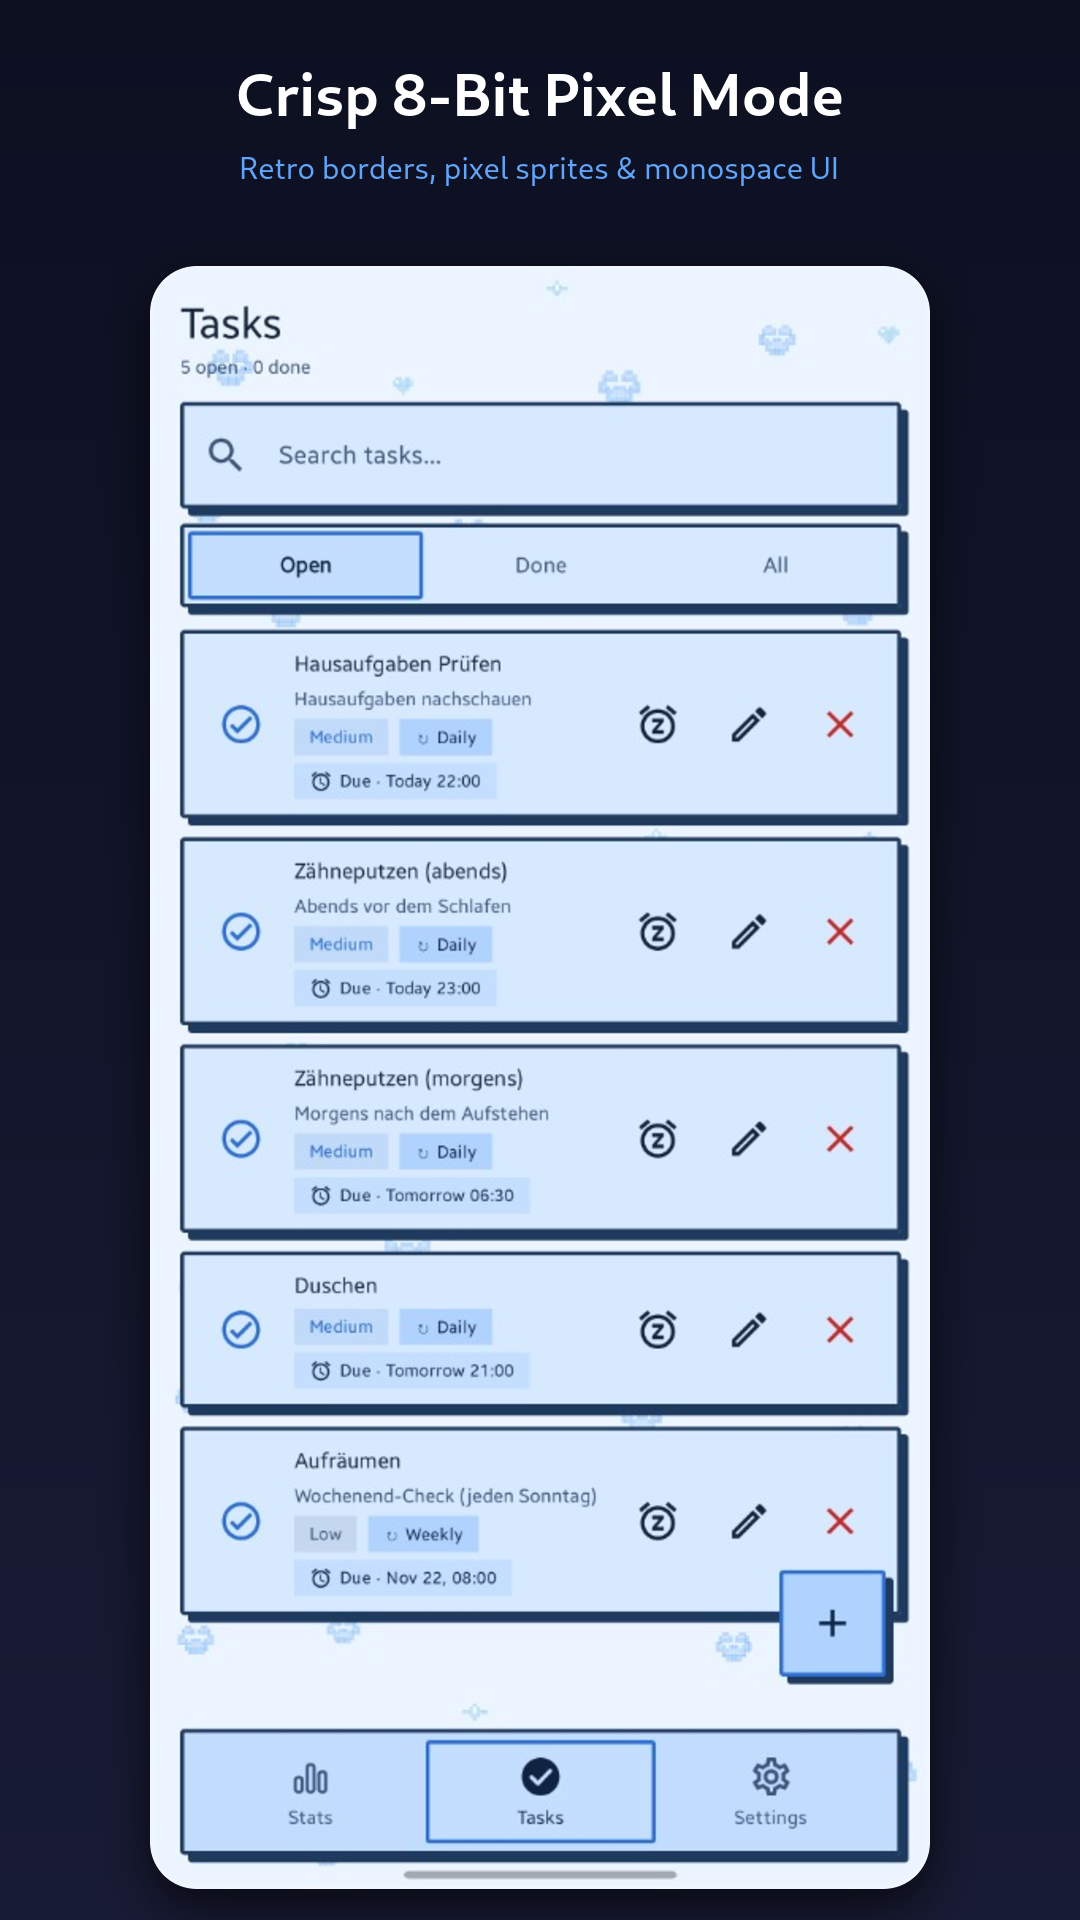 Crisp 8-Bit Pixel Mode
Retro borders, pixel sprites & monospace UI
Tasks
5 open · 0 done
Search tasks...
Open Done All
Hausaufgaben Prüfen
Hausaufgaben nachschauen
Medium ↻ Daily
Due · Today 22:00
Zähneputzen (abends)
Abends vor dem Schlafen
Medium ↻ Daily
Due · Today 23:00
Zähneputzen (morgens)
Morgens nach dem Aufstehen
Medium ↻ Daily
Due · Tomorrow 06:30
Duschen
Medium ↻ Daily
Due · Tomorrow 21:00
Aufräumen
Wochenend-Check (jeden Sonntag)
Low ↻ Weekly
Due · Nov 22, 08:00
+
Stats Tasks Settings